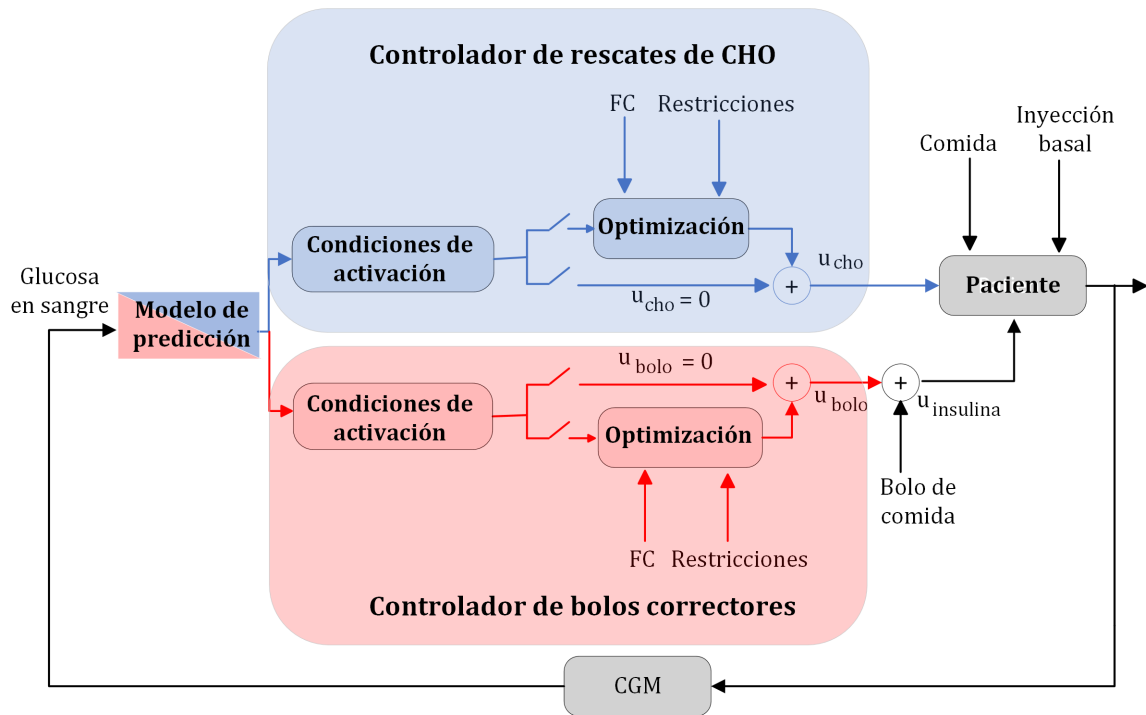 Controlador de rescates de CHO
FC
Restricciones
Comida
Inyección
basal
Condiciones de
activación
Optimización
u cho
u cho = 0
+
Paciente
Glucosa
en sangre
Modelo de
predicción
u bolo = 0
+
u bolo
+
u insulina
Condiciones de
activación
Optimización
Bolo de
comida
FC
Restricciones
Controlador de bolos correctores
CGM